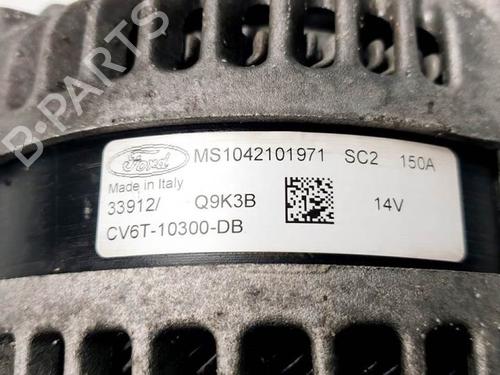 B-PARTS
Ford MS1042101971 SC2 150A
Made in Italy
33912/ Q9K3B 14V
CV6T-10300-DB